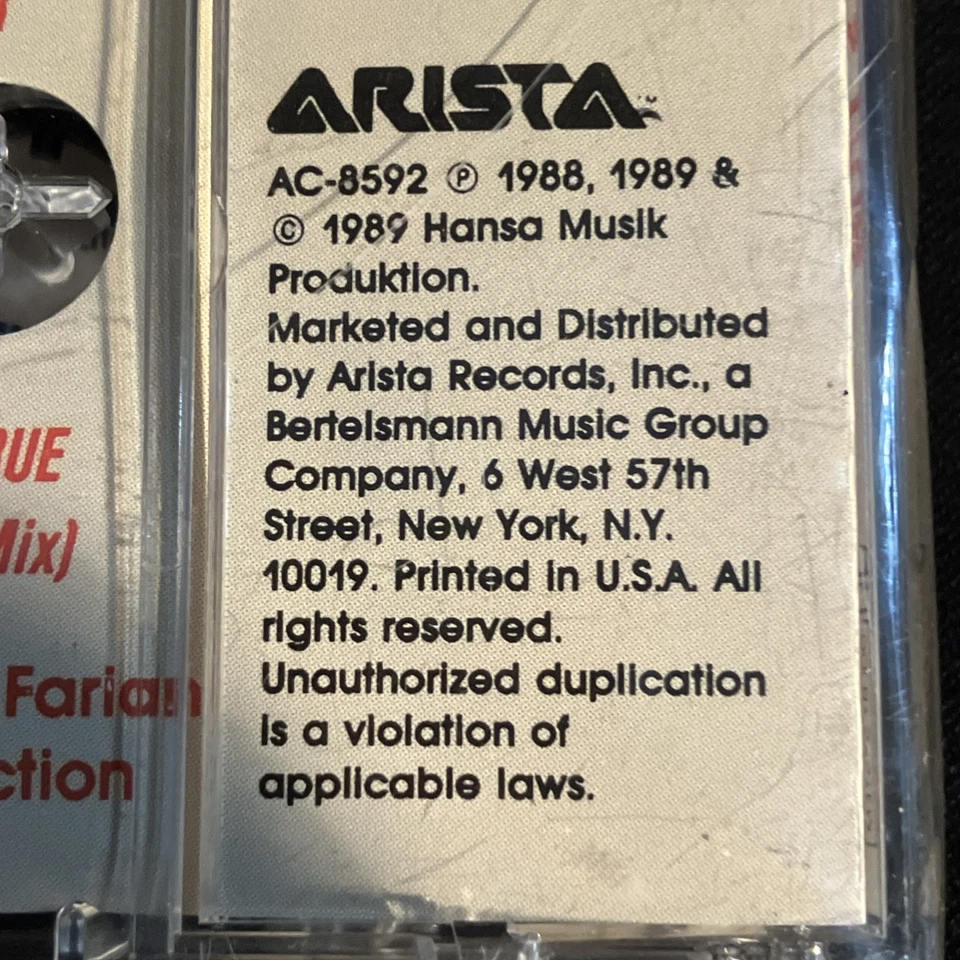 ARISTA
AC-8592 ℗ 1988, 1989 &
© 1989 Hansa Musik
Produktion.
Marketed and Distributed
by Arista Records, Inc., a
Bertelsmann Music Group
Company, 6 West 57th
Street, New York, N.Y.
10019. Printed in U.S.A. All
rights reserved.
Unauthorized duplication
is a violation of
applicable laws.
QUE
Mix)
Farian
ction